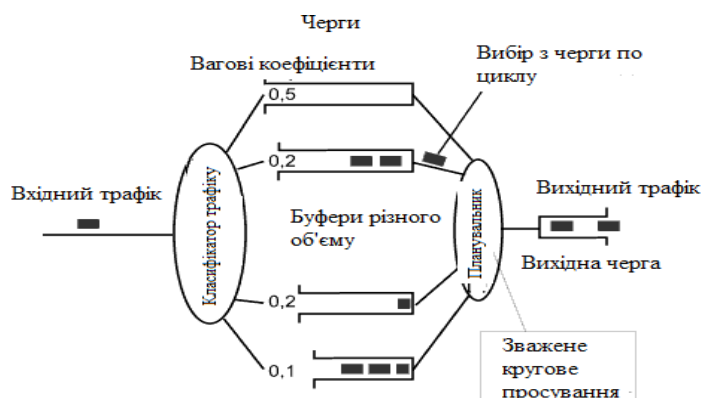 Черги
Вагові коефіцієнти
Вибір з черги по
циклу
0,5
0,2
Вхідний трафік
Класифікатор трафіку
Буфери різного
об'єму
Планувальник
Вихідний трафік
Вихідна черга
0,2
0,1
Зважене
кругове
просування